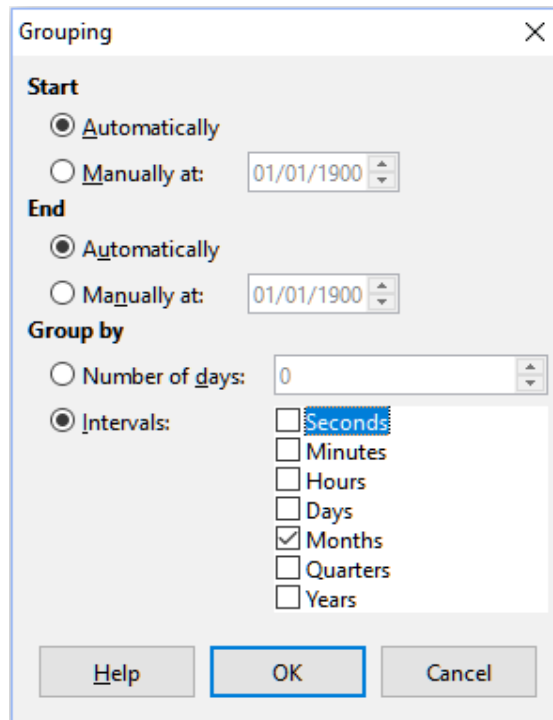 Grouping
Start
Automatically
Manually at: 01/01/1900
End
Automatically
Manually at: 01/01/1900
Group by
Number of days: 0
Intervals: Seconds
Minutes
Hours
Days
Months
Quarters
Years
Help OK Cancel